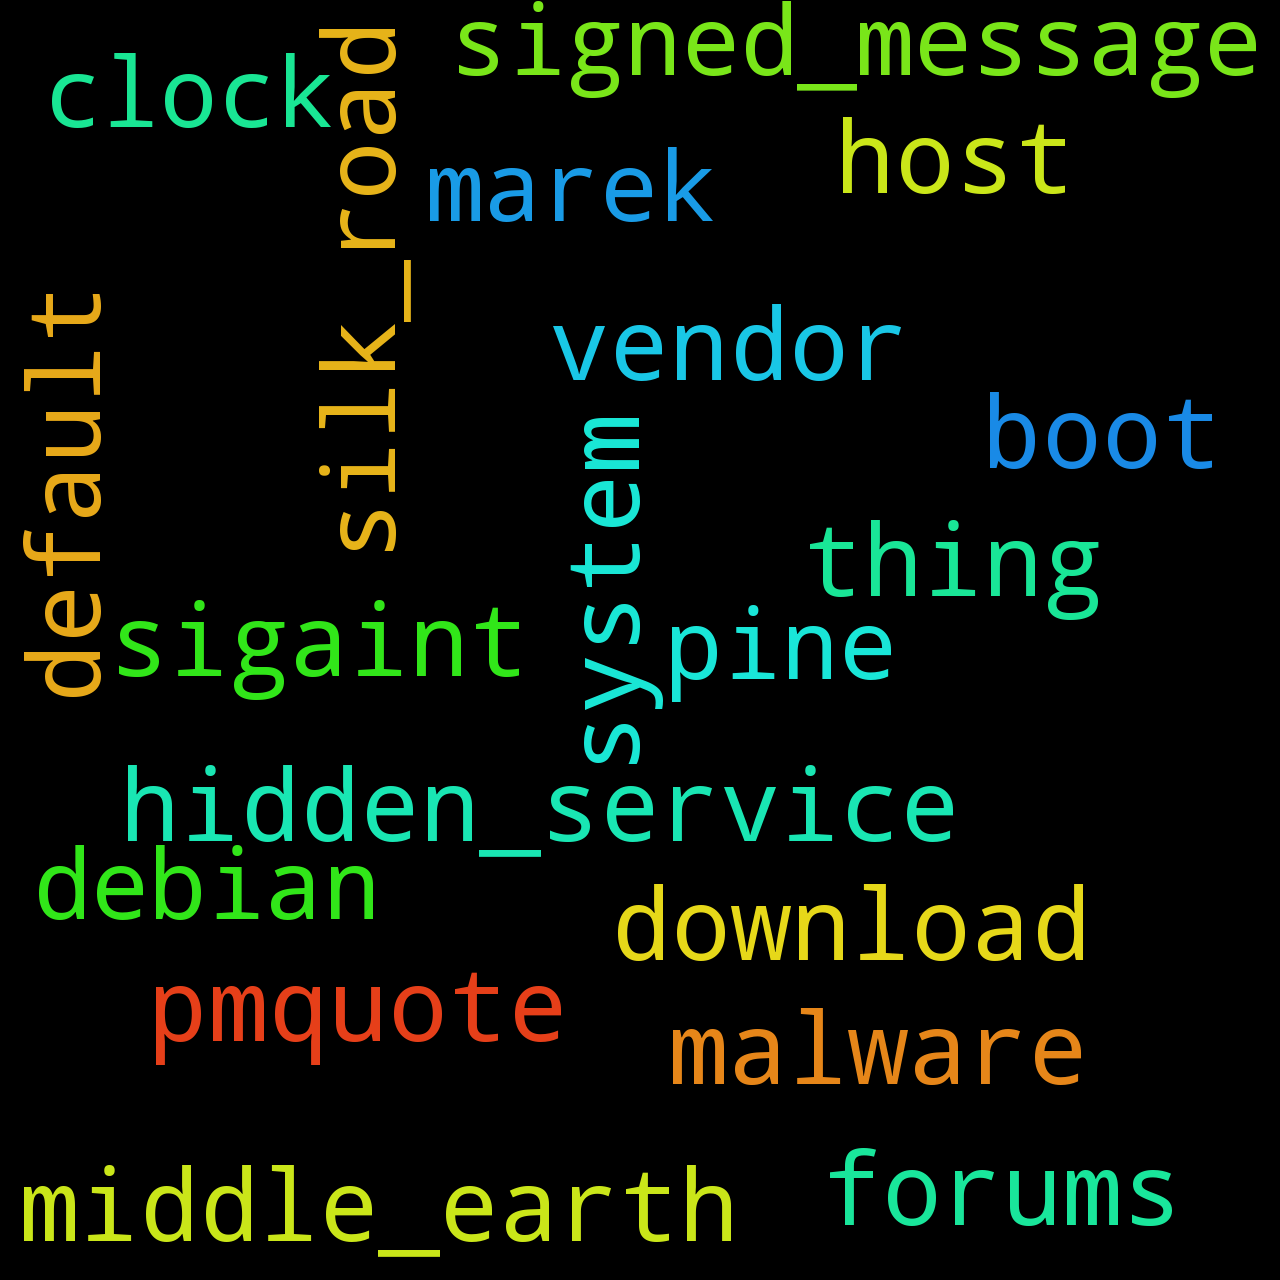 signed_message
clock
silk_road
host
marek
default
vendor
boot
system
thing
sigaint
pine
hidden_service
debian
download
pmquote
malware
forums
middle_earth